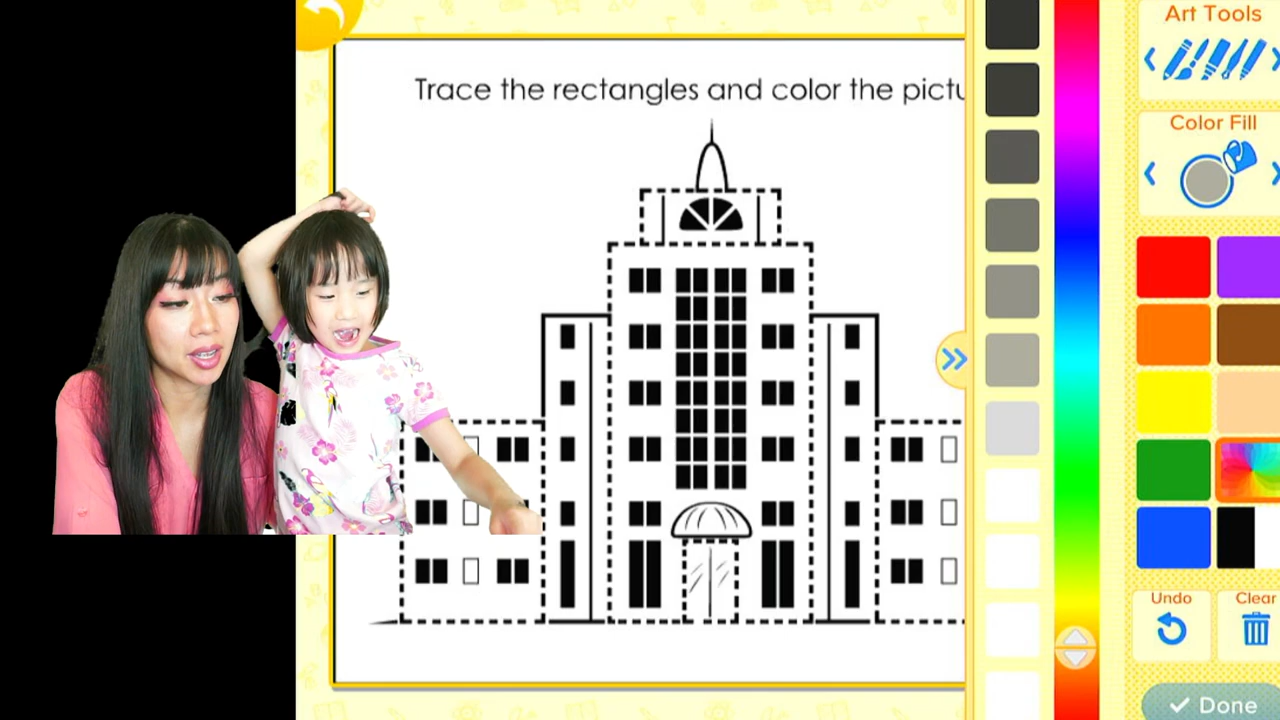 Trace the rectangles and color the pictu
Art Tools
Color Fill
Undo
Clear
Done